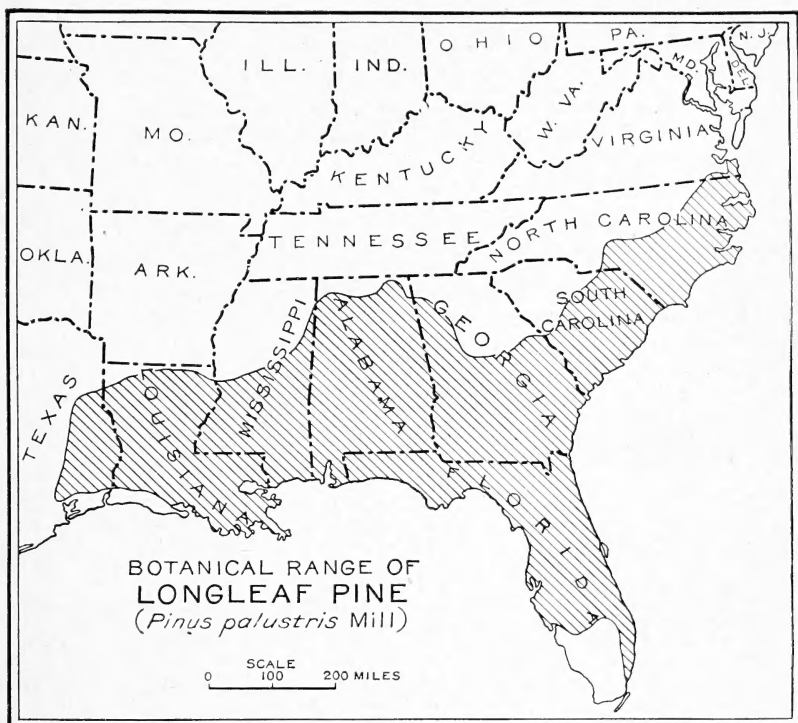 PA.
N.J.
OHIO
MD.
DEL.
ILL.
IND.
W. VA.
KAN.
MO.
VIRGINIA
KENTUCKY
NORTH CAROLINA
TENNESSEE
OKLA.
ARK.
SOUTH
CAROLINA
MISSISSIPPI
ALABAMA
GEORGIA
TEXAS
LOUISIANA
FLORIDA
BOTANICAL RANGE OF
LONGLEAF PINE
(Pinus palustris Mill)
SCALE
0 100 200 MILES